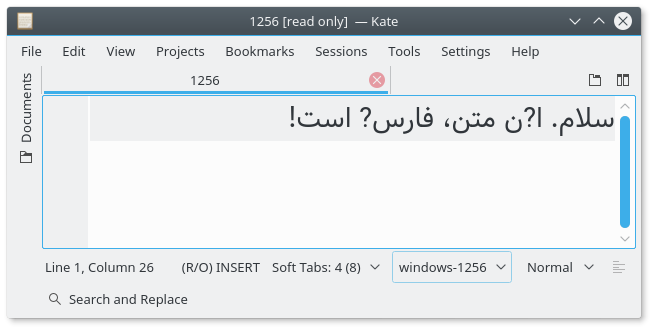 1256 [read only] — Kate
File Edit View Projects Bookmarks Sessions Tools Settings Help
1256
Documents
سلام. ا?ن متن، فارس? است!
Line 1, Column 26 (R/O) INSERT Soft Tabs: 4 (8) windows-1256 Normal
Search and Replace